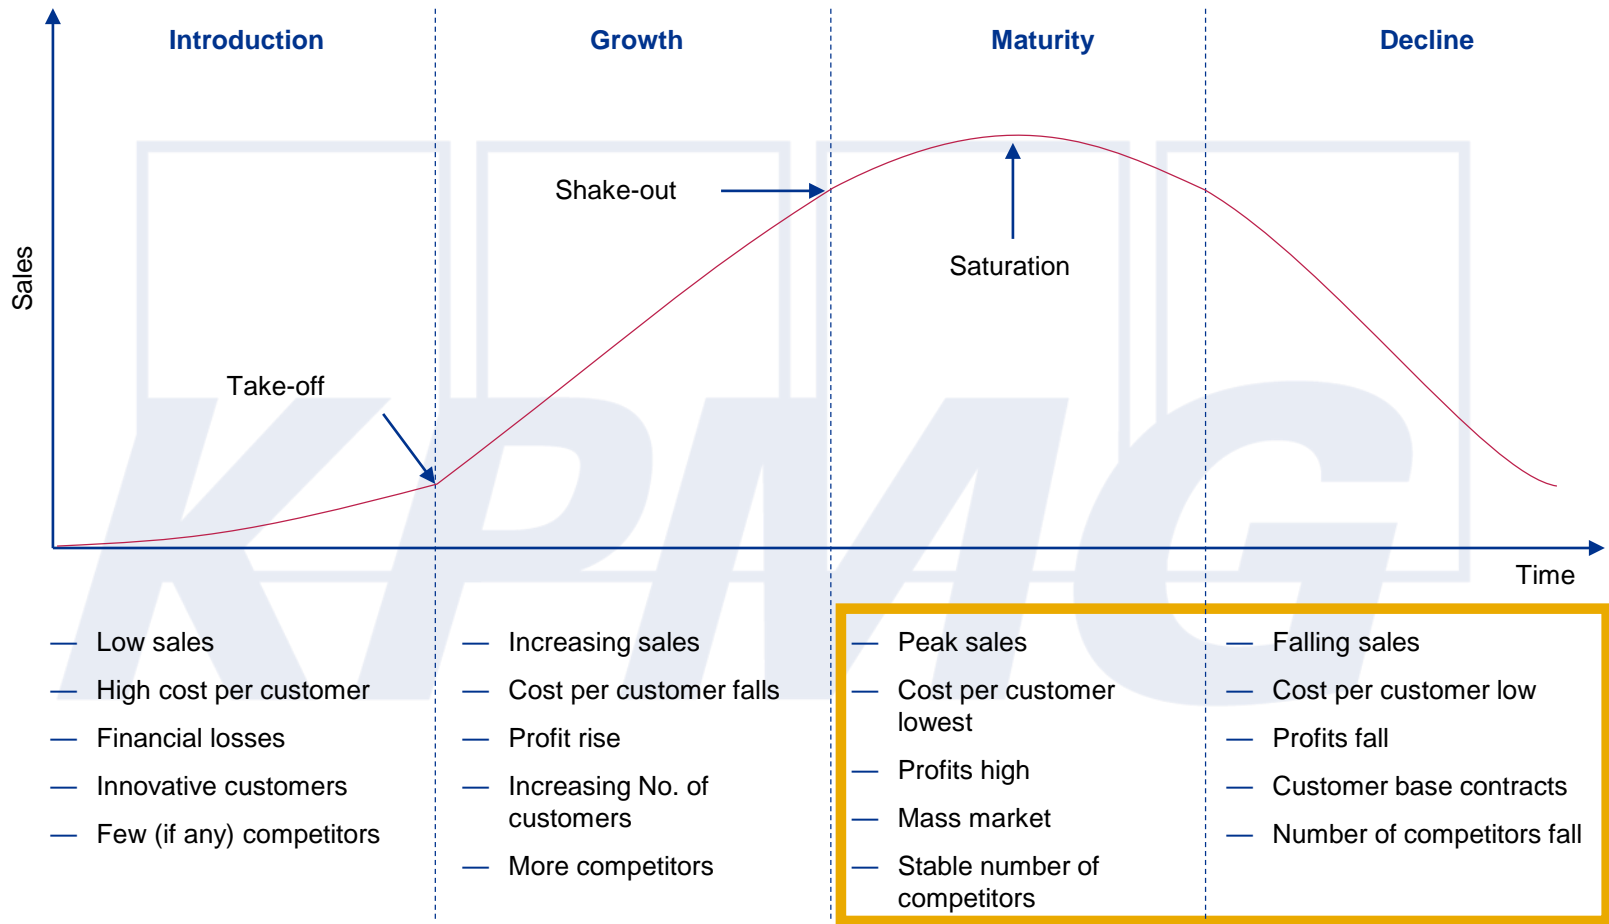 Introduction
Growth
Maturity
Decline
Shake-out
Saturation
Sales
Take-off
KPMG
Time
— Low sales
— High cost per customer
— Financial losses
— Innovative customers
— Few (if any) competitors
— Increasing sales
— Cost per customer falls
— Profit rise
— Increasing No. of
customers
— More competitors
— Peak sales
— Cost per customer
lowest
— Profits high
— Mass market
— Stable number of
competitors
— Falling sales
— Cost per customer low
— Profits fall
— Customer base contracts
— Number of competitors fall